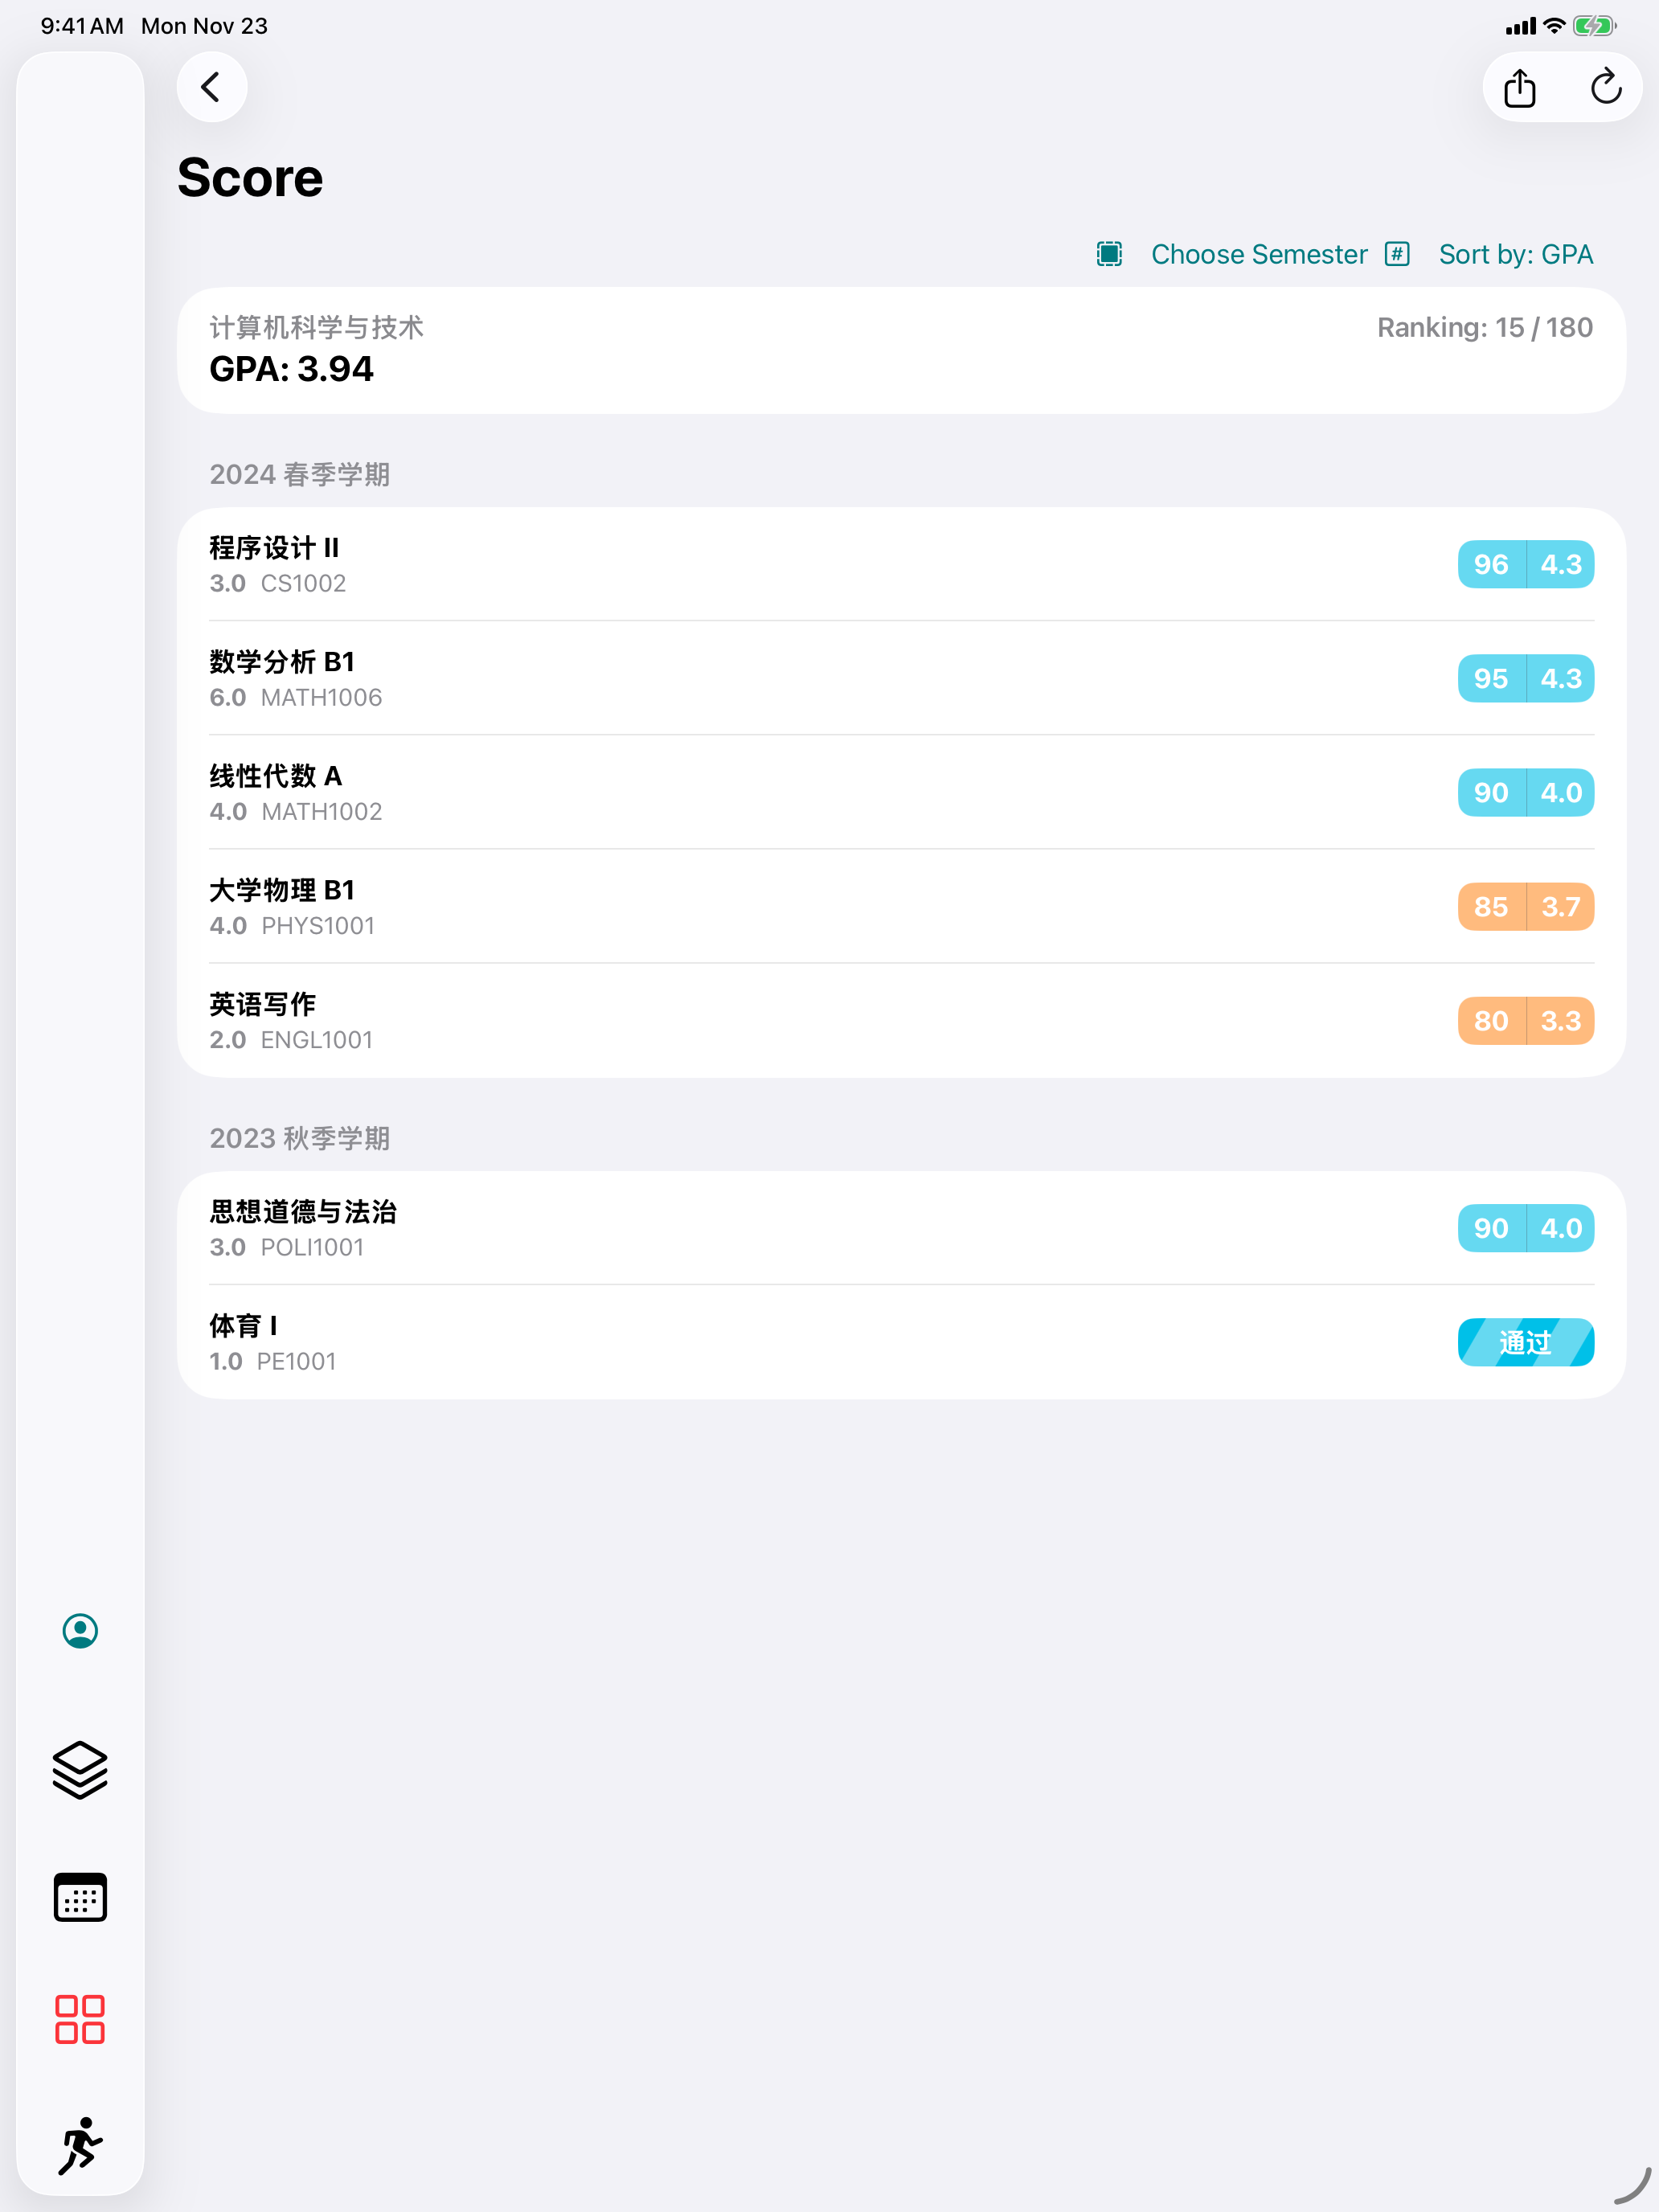 9:41 AM Mon Nov 23
Score
Choose Semester # Sort by: GPA
计算机科学与技术 Ranking: 15 / 180
GPA: 3.94
2024 春季学期
程序设计 II
3.0 CS1002
96 4.3
数学分析 B1
6.0 MATH1006
95 4.3
线性代数 A
4.0 MATH1002
90 4.0
大学物理 B1
4.0 PHYS1001
85 3.7
英语写作
2.0 ENGL1001
80 3.3
2023 秋季学期
思想道德与法治
3.0 POLI1001
90 4.0
体育 I
1.0 PE1001
通过